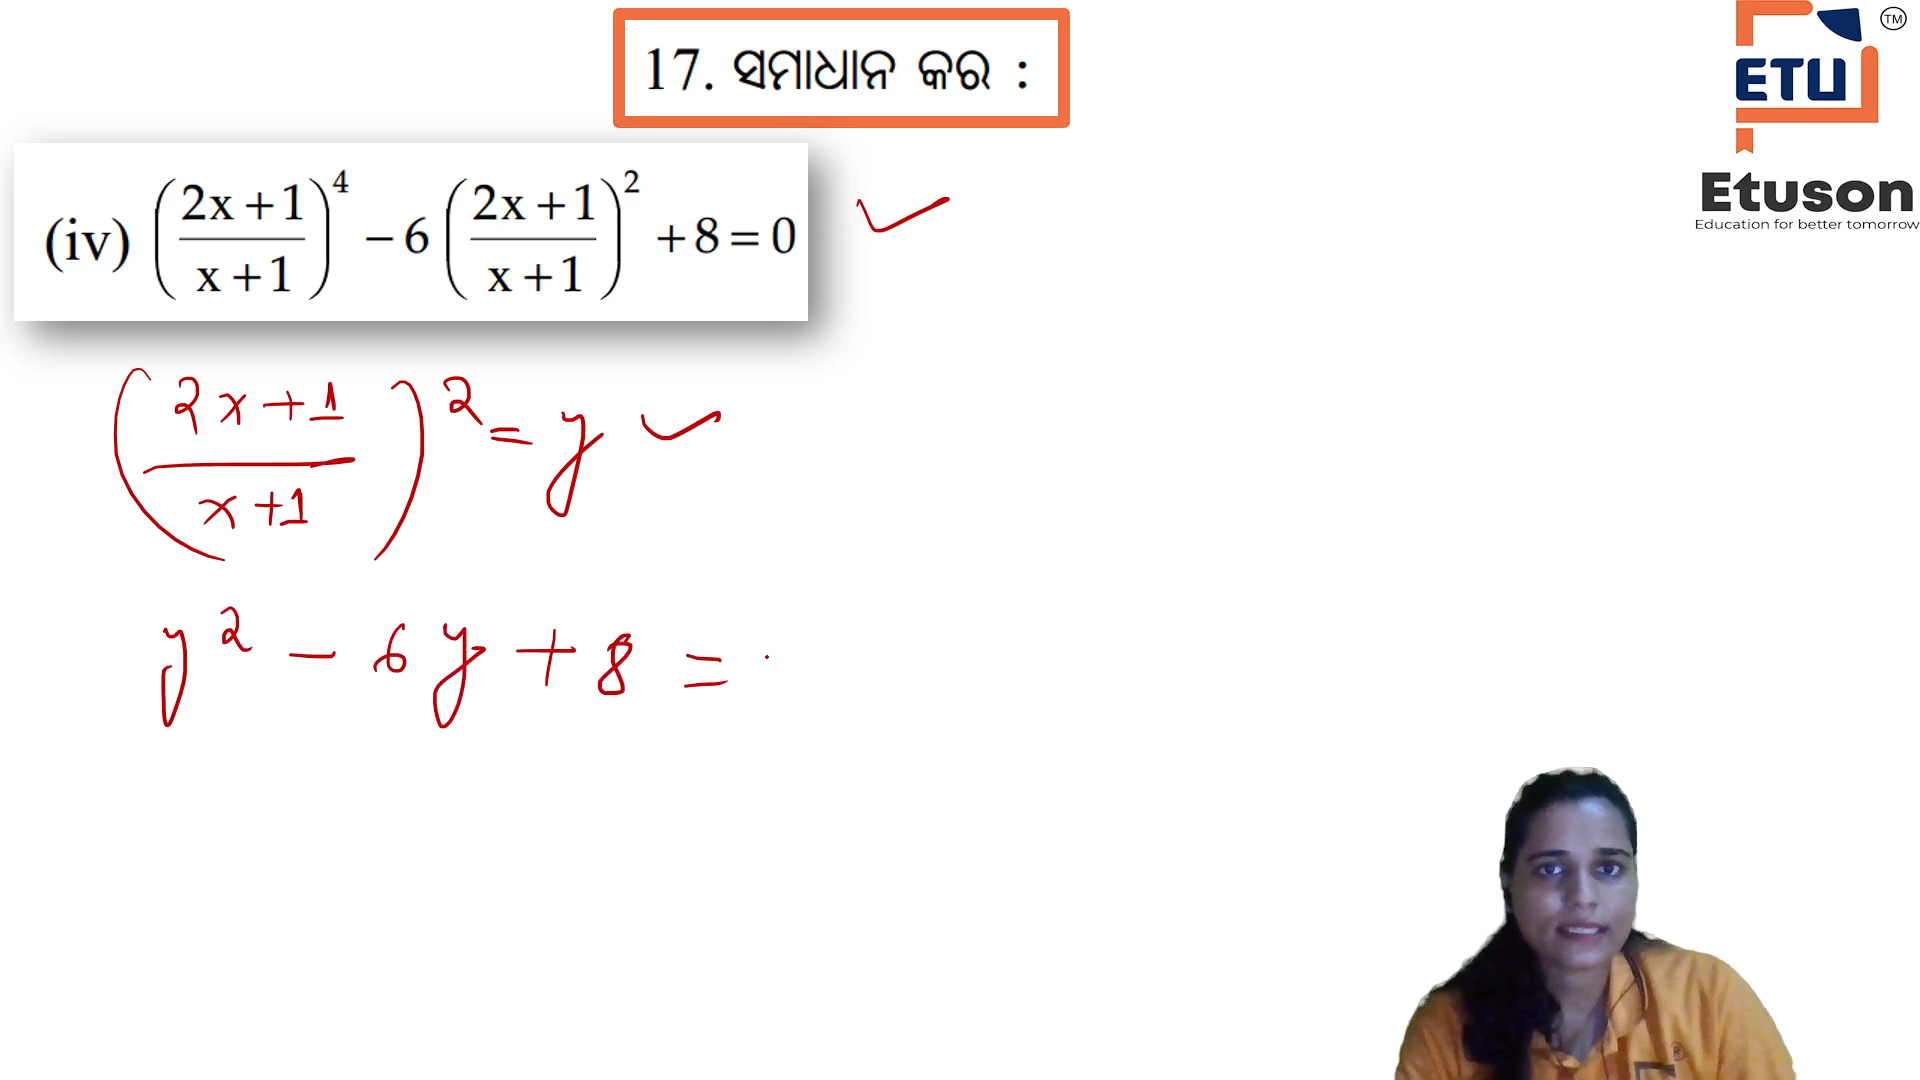 17. ସମାଧାନ କର :
ETU
TM
Etuson
Education for better tomorrow
(iv) ((2x+1)/(x+1))⁴ − 6((2x+1)/(x+1))² + 8 = 0
((2x+1)/(x+1))² = y
y² − 6y + 8 =